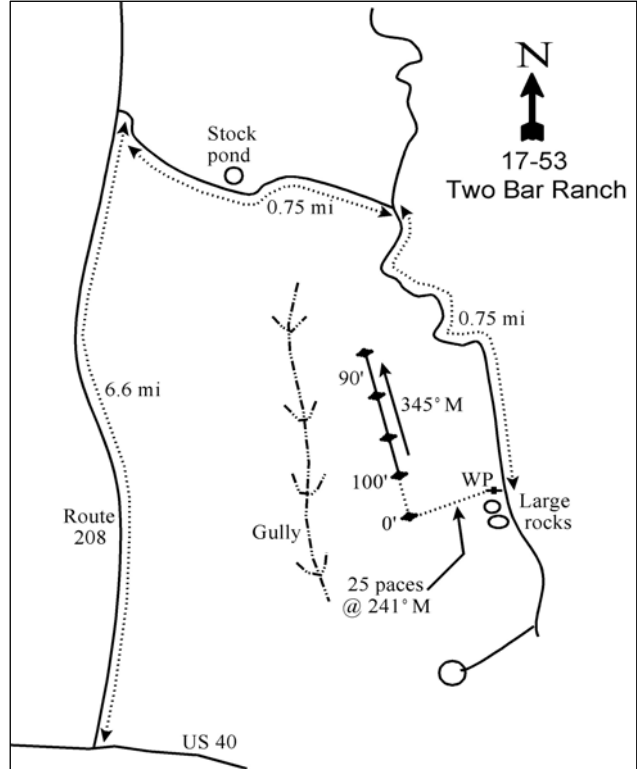 N
17-53
Two Bar Ranch
Stock
pond
0.75 mi
0.75 mi
6.6 mi
90'
345° M
100'
WP
Large
rocks
0'
Route
208
Gully
25 paces
@ 241° M
US 40